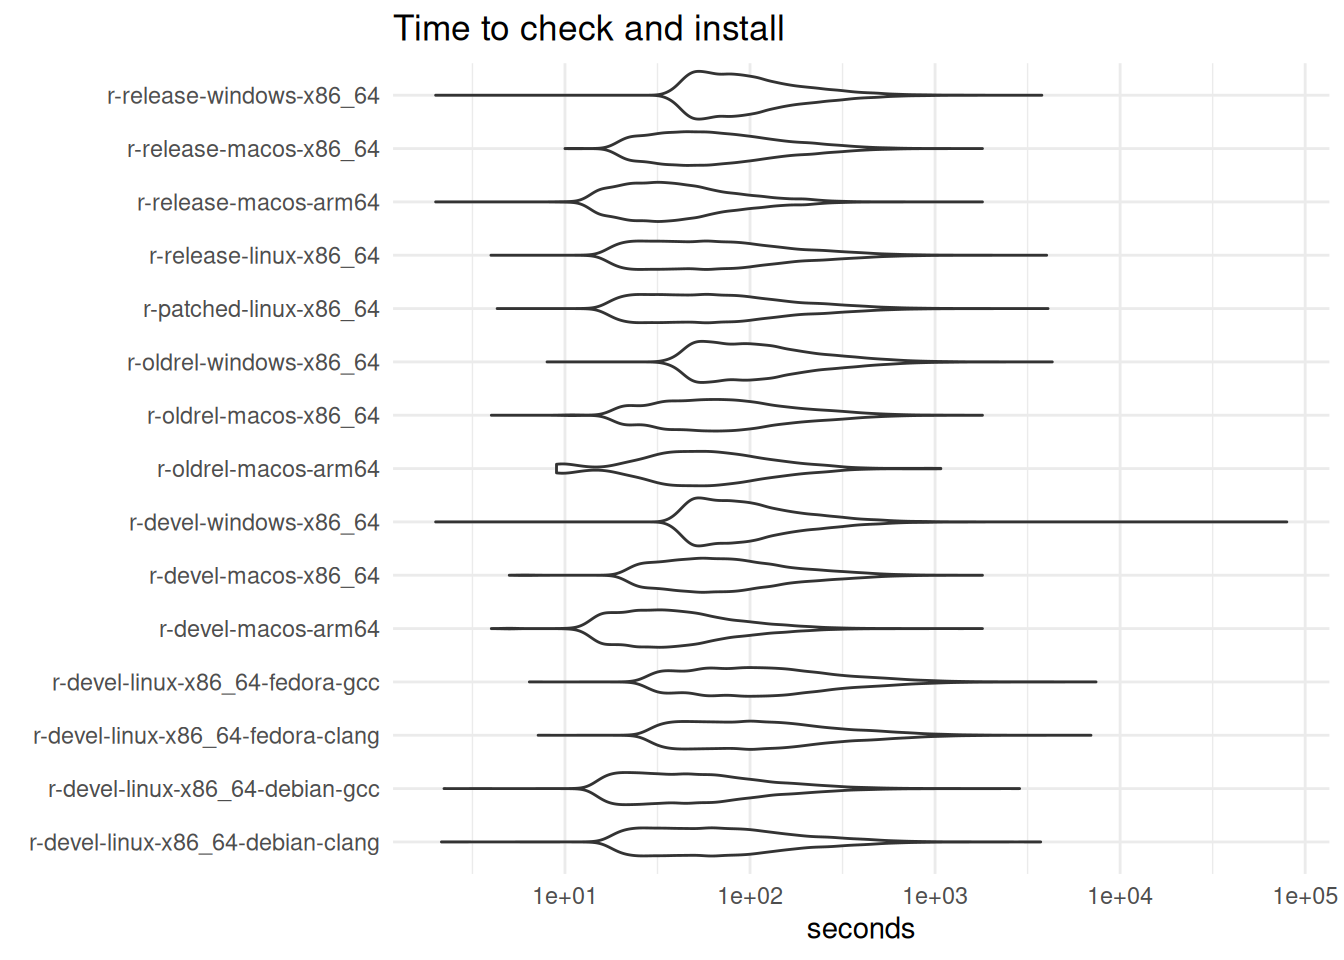 Time to check and install
r-release-windows-x86_64
r-release-macos-x86_64
r-release-macos-arm64
r-release-linux-x86_64
r-patched-linux-x86_64
r-oldrel-windows-x86_64
r-oldrel-macos-x86_64
r-oldrel-macos-arm64
r-devel-windows-x86_64
r-devel-macos-x86_64
r-devel-macos-arm64
r-devel-linux-x86_64-fedora-gcc
r-devel-linux-x86_64-fedora-clang
r-devel-linux-x86_64-debian-gcc
r-devel-linux-x86_64-debian-clang
1e+01 1e+02 1e+03 1e+04 1e+05
seconds